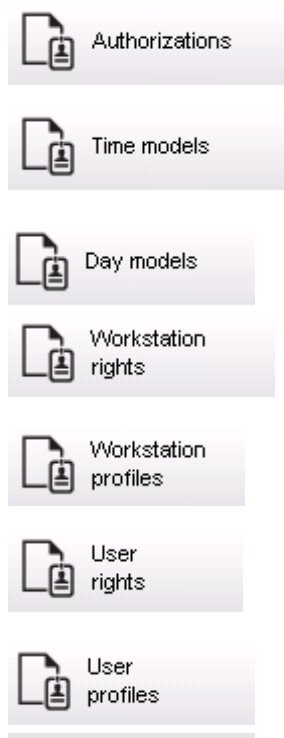 Authorizations
Time models
Day models
Workstation
rights
Workstation
profiles
User
rights
User
profiles